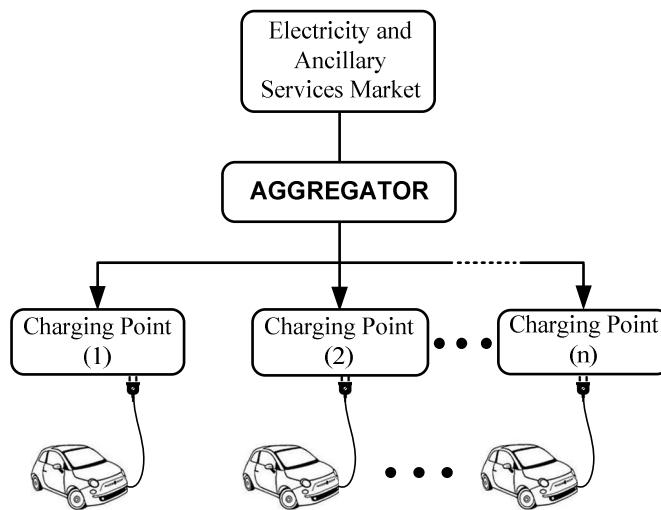 Electricity and
Ancillary
Services Market
AGGREGATOR
Charging Point
(1)
Charging Point
(2)
Charging Point
(n)